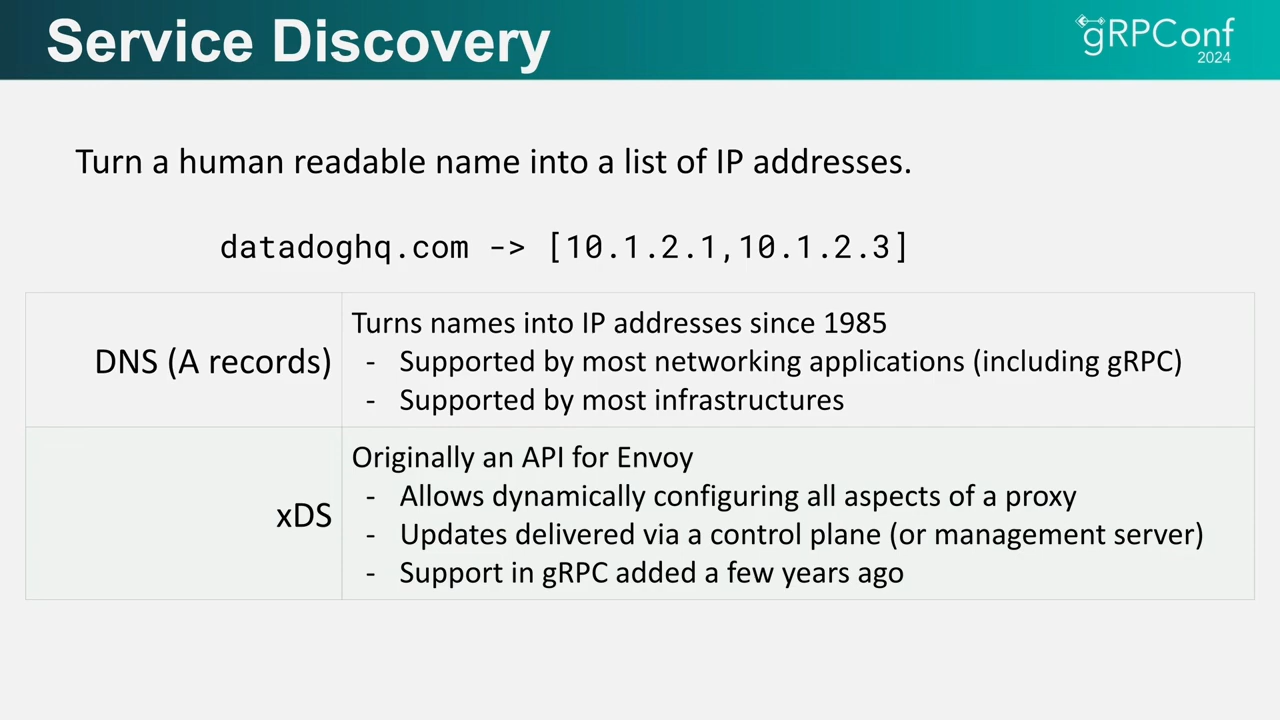 Service Discovery
gRPConf
2024
Turn a human readable name into a list of IP addresses.
datadoghq.com -> [10.1.2.1,10.1.2.3]
DNS (A records)
Turns names into IP addresses since 1985
- Supported by most networking applications (including gRPC)
- Supported by most infrastructures
xDS
Originally an API for Envoy
- Allows dynamically configuring all aspects of a proxy
- Updates delivered via a control plane (or management server)
- Support in gRPC added a few years ago